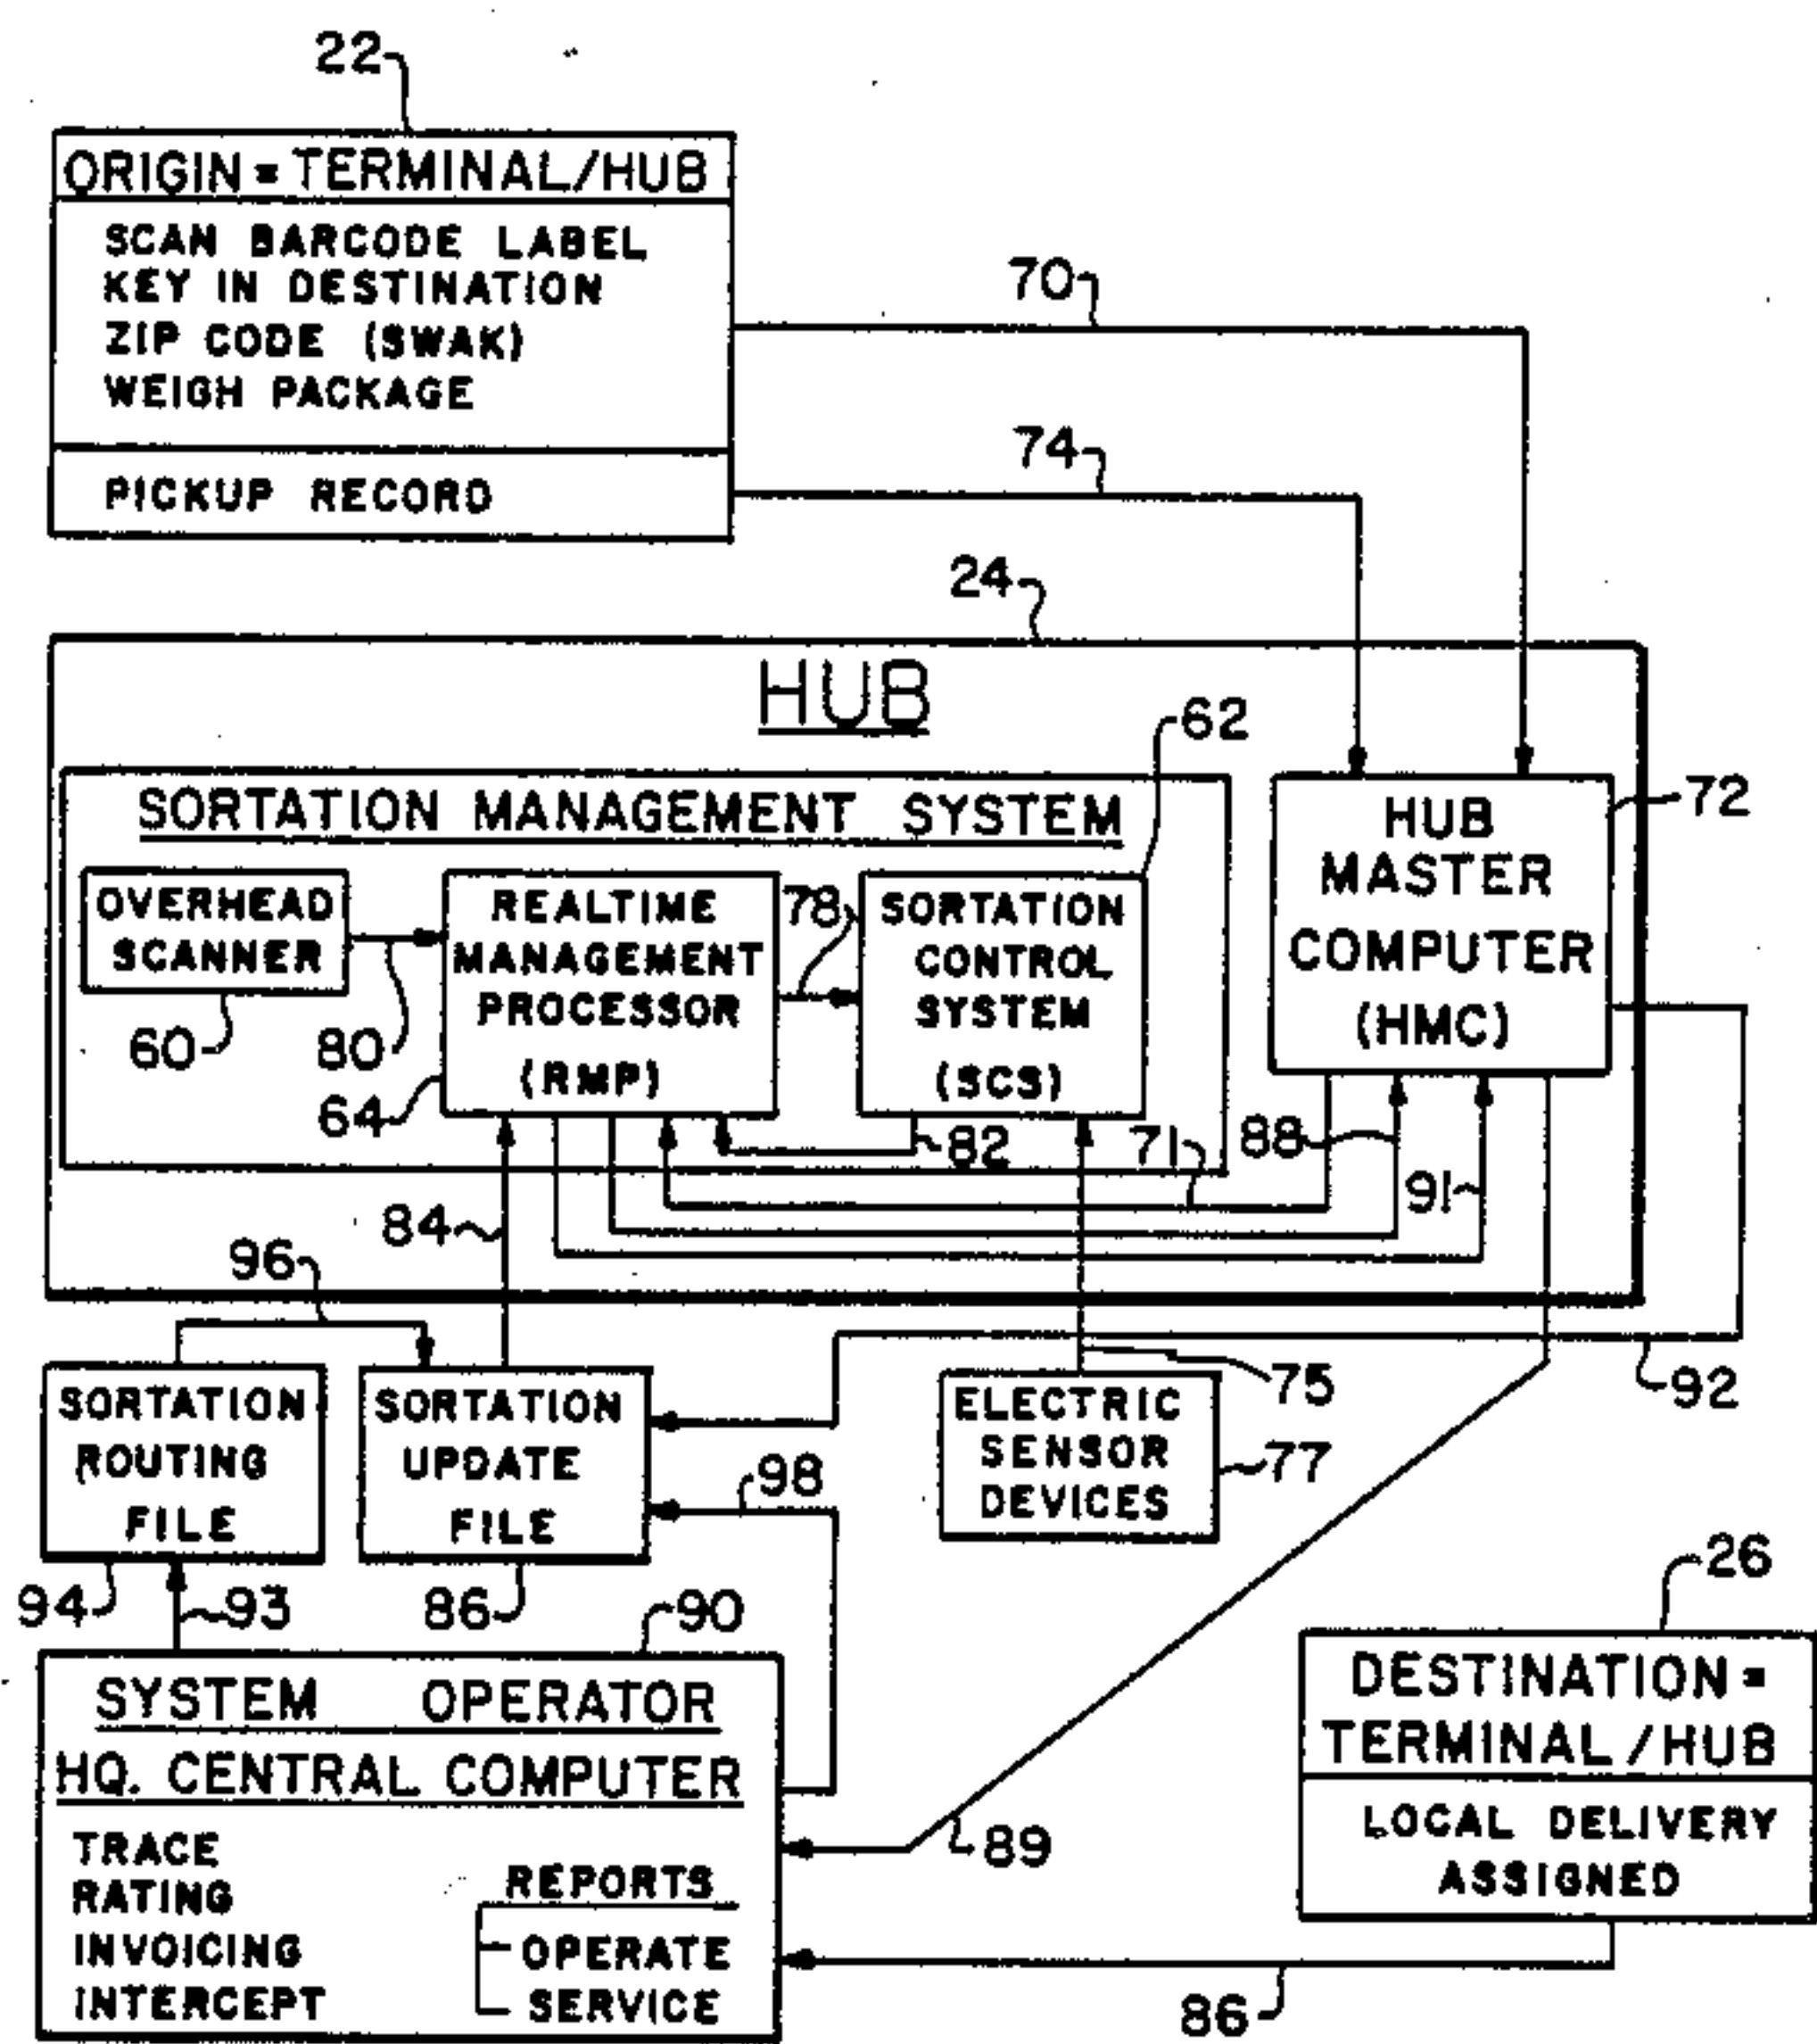 22
ORIGIN = TERMINAL/HUB
SCAN BARCODE LABEL
KEY IN DESTINATION
ZIP CODE (SWAK)
WEIGH PACKAGE
PICKUP RECORD
70
74
24
HUB
62
SORTATION MANAGEMENT SYSTEM
72
HUB
MASTER
COMPUTER
(HMC)
OVERHEAD
SCANNER
REALTIME
MANAGEMENT
PROCESSOR
(RMP)
78
SORTATION
CONTROL
SYSTEM
(SCS)
60
80
64
82
71
88
91
84
96
SORTATION
ROUTING
FILE
SORTATION
UPDATE
FILE
75
92
ELECTRIC
SENSOR
DEVICES
77
98
94
93
86
90
26
SYSTEM OPERATOR
HQ. CENTRAL COMPUTER
TRACE
RATING
INVOICING
INTERCEPT
REPORTS
OPERATE
SERVICE
89
DESTINATION =
TERMINAL/HUB
LOCAL DELIVERY
ASSIGNED
86